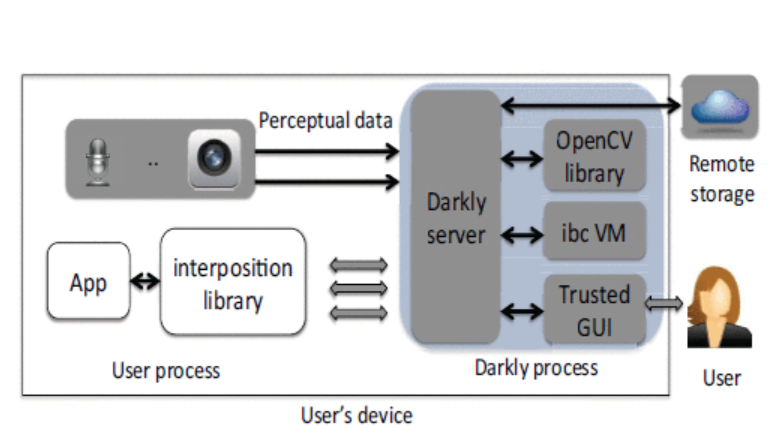 Perceptual data
..
Darkly
server
OpenCV
library
ibc VM
Trusted
GUI
Remote
storage
App
interposition
library
User process
Darkly process
User
User's device